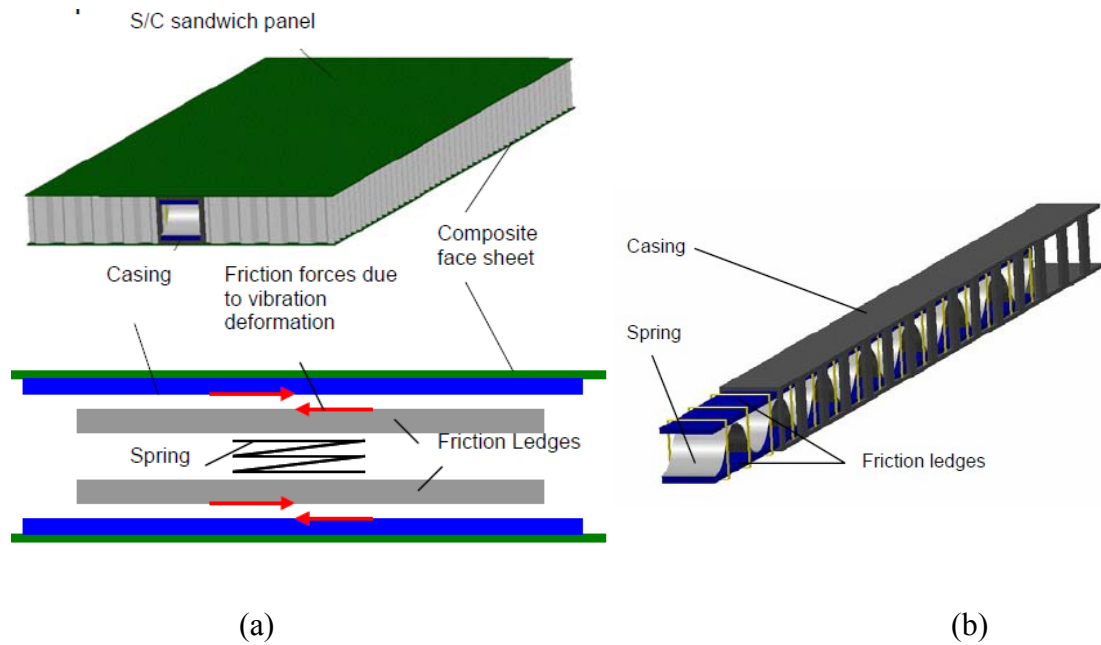 S/C sandwich panel
Composite
face sheet
Casing
Friction forces due
to vibration
deformation
Spring
Friction Ledges
Casing
Spring
Friction ledges
(a)
(b)